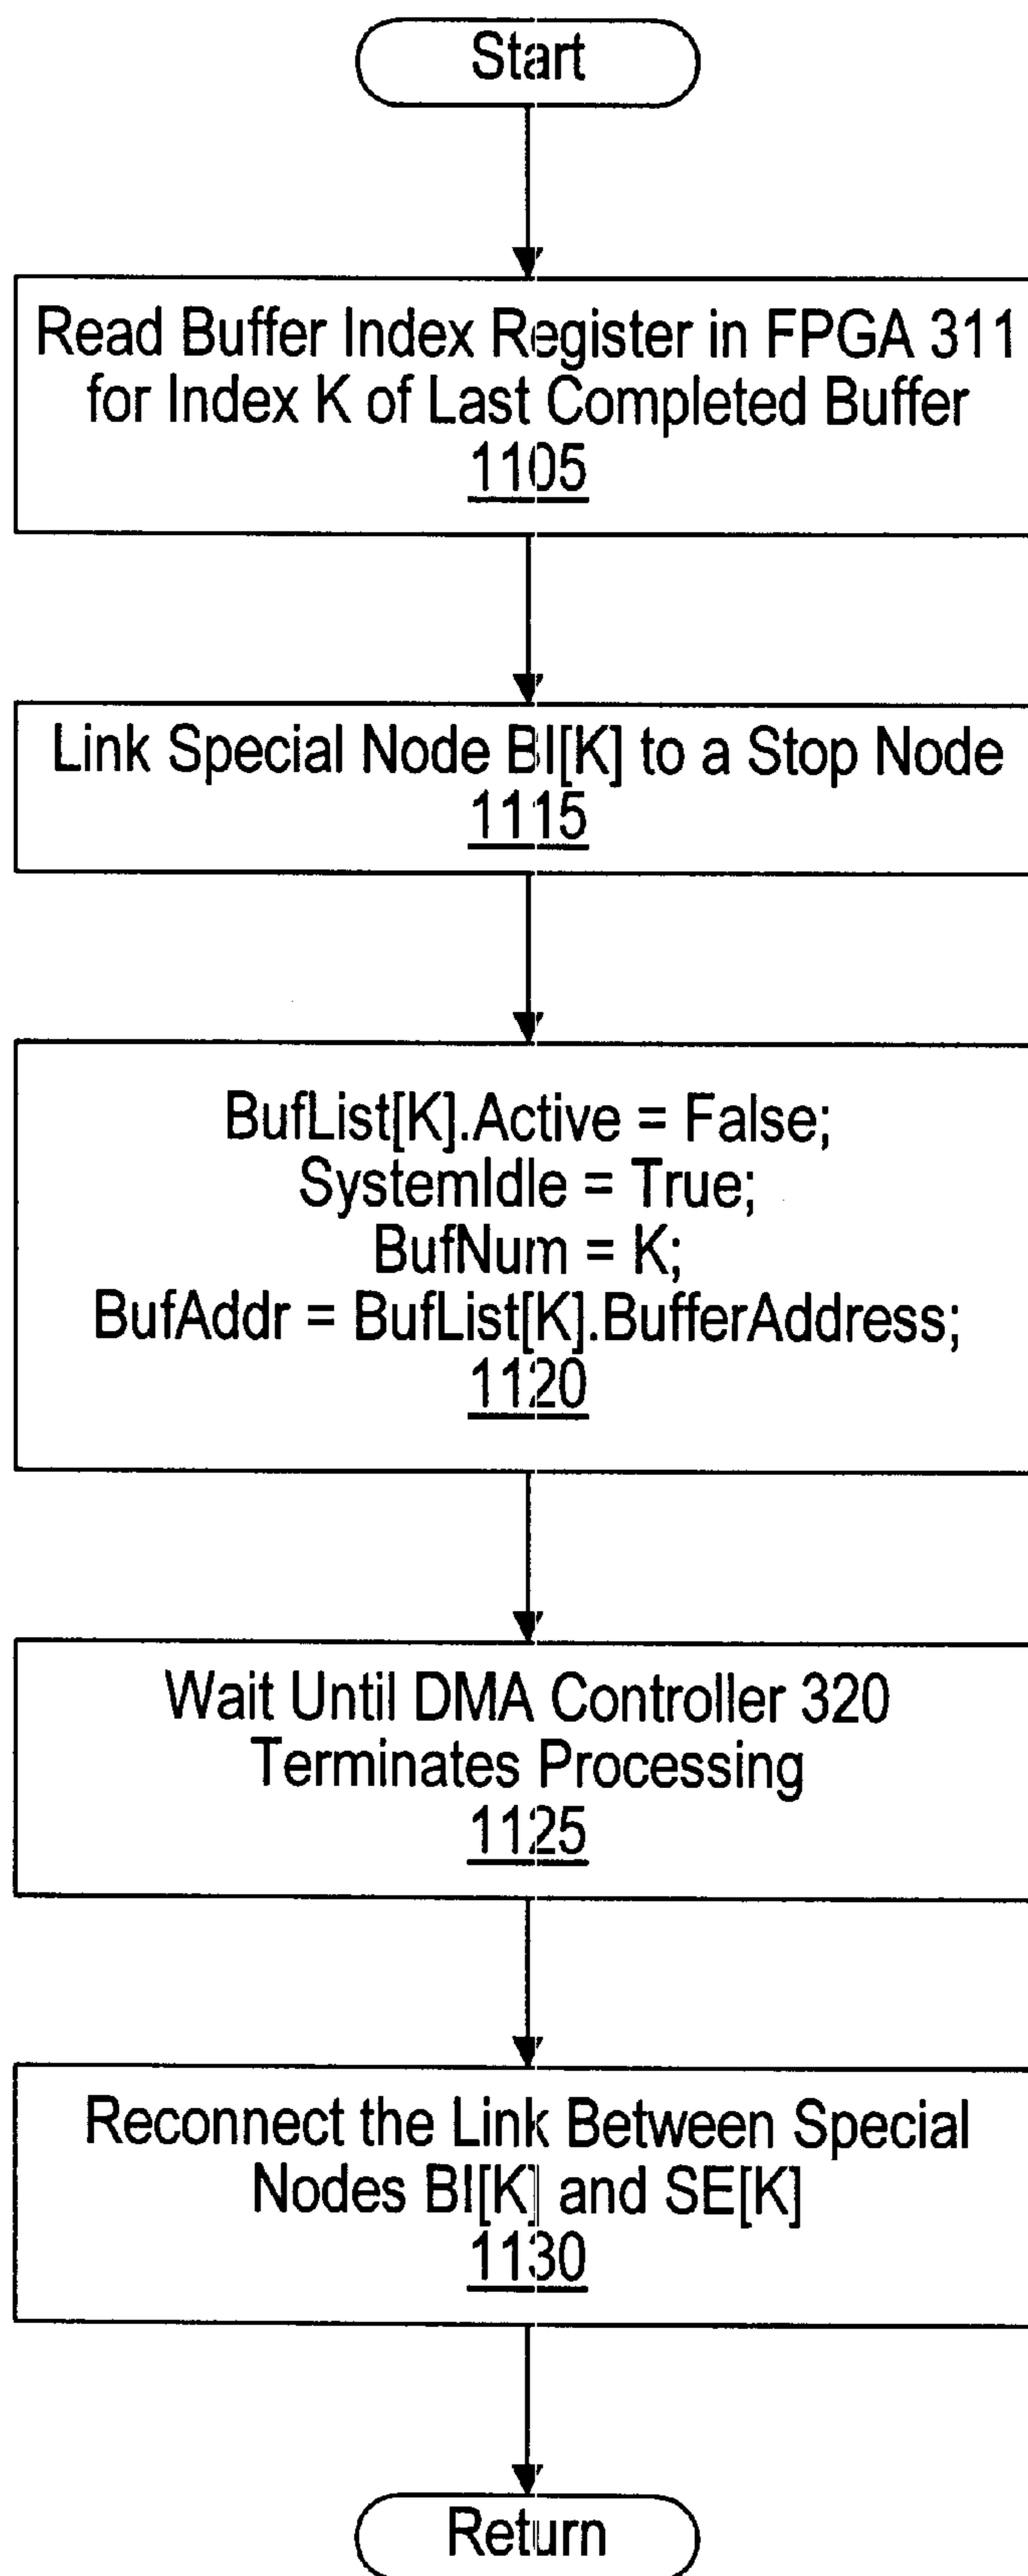 Start
Read Buffer Index Register in FPGA 311
for Index K of Last Completed Buffer
1105
Link Special Node BI[K] to a Stop Node
1115
BufList[K].Active = False;
SystemIdle = True;
BufNum = K;
BufAddr = BufList[K].BufferAddress;
1120
Wait Until DMA Controller 320
Terminates Processing
1125
Reconnect the Link Between Special
Nodes BI[K] and SE[K]
1130
Return